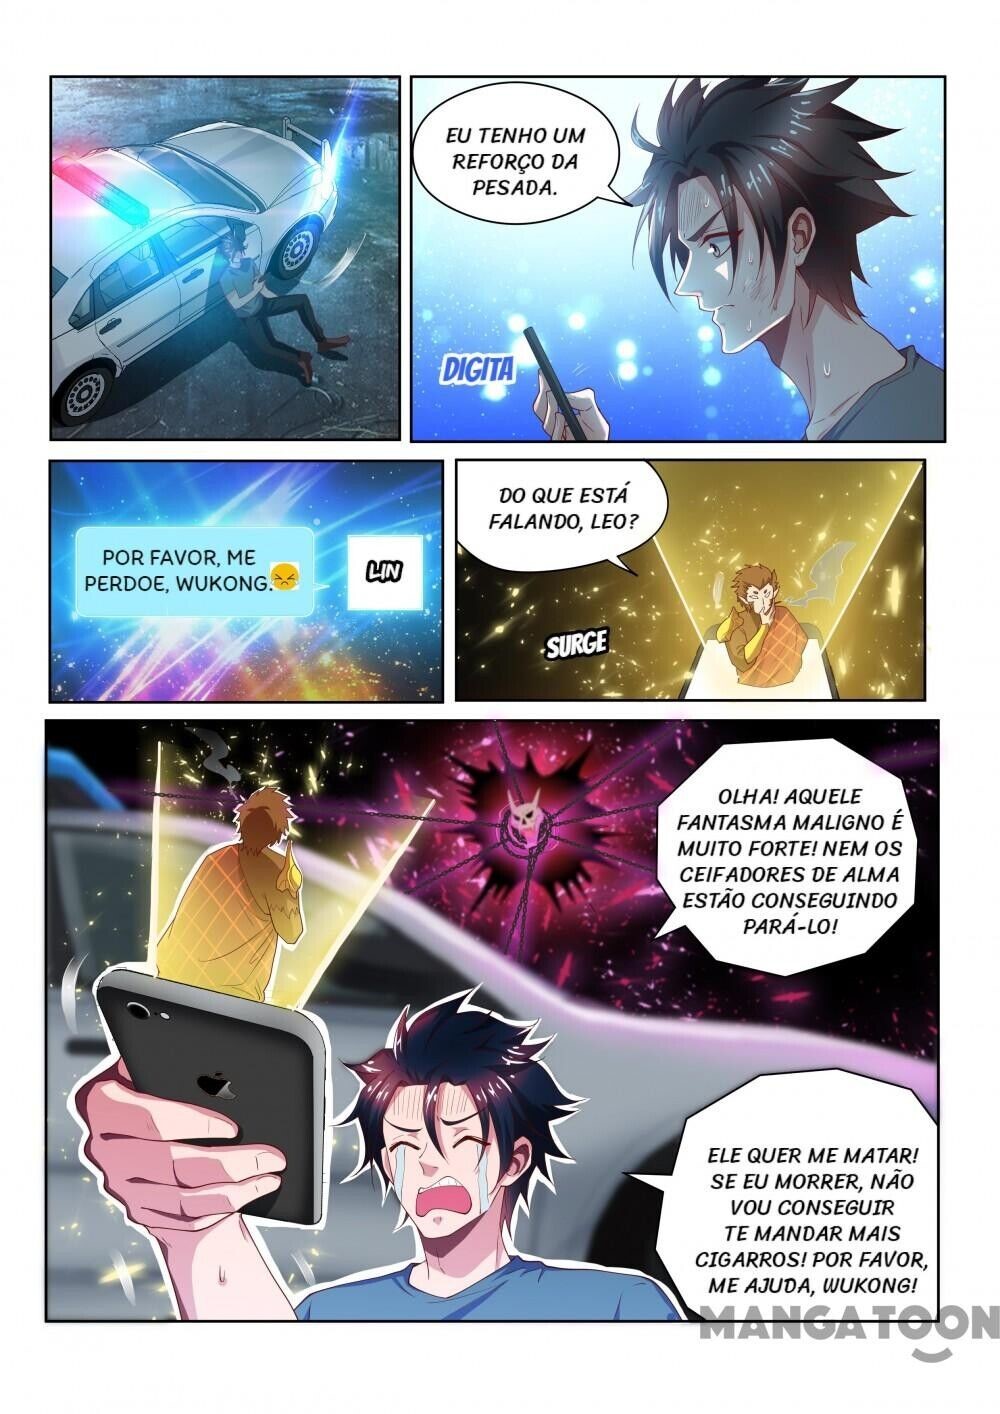 EU TENHO UM
REFORÇO DA
PESADA.
DIGITA
POR FAVOR, ME
PERDOE, WUKONG.
LIN
DO QUE ESTÁ
FALANDO, LEO?
SURGE
OLHA! AQUELE
FANTASMA MALIGNO É
MUITO FORTE! NEM OS
CEIFADORES DE ALMA
ESTÃO CONSEGUINDO
PARÁ-LO!
ELE QUER ME MATAR!
SE EU MORRER, NÃO
VOU CONSEGUIR
TE MANDAR MAIS
CIGARROS! POR FAVOR,
ME AJUDA, WUKONG!
MANGATOON